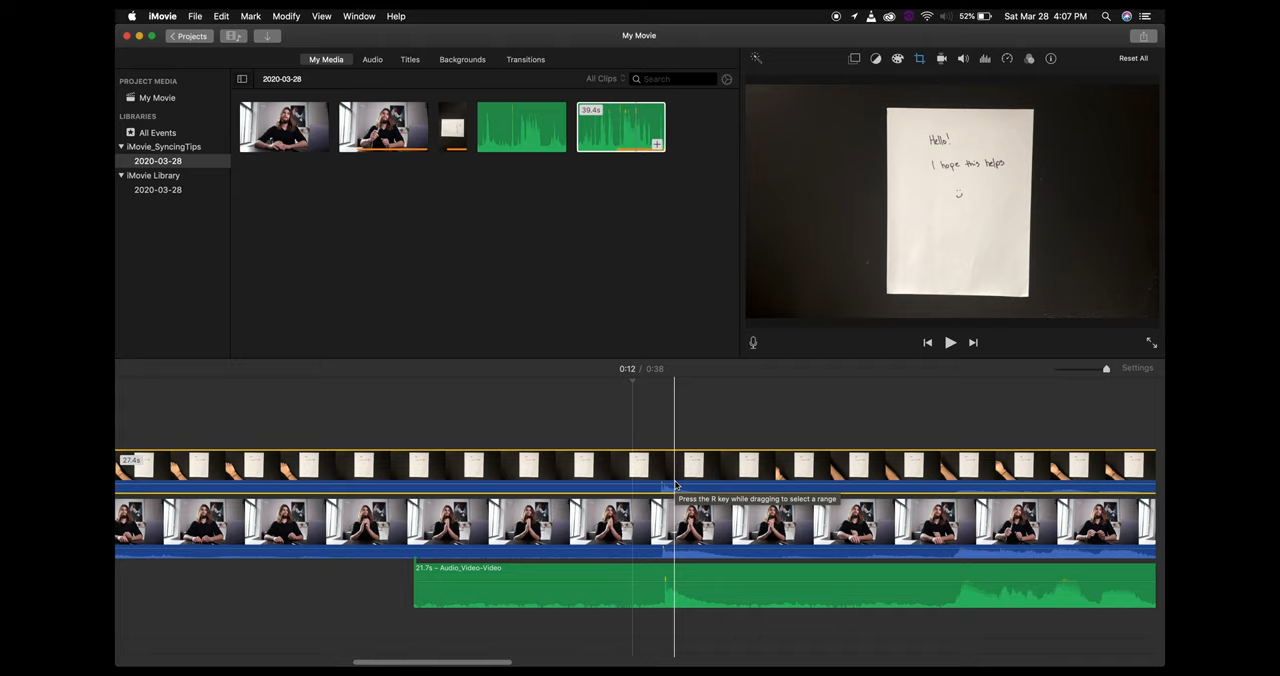 iMovie File Edit Mark Modify View Window Help
52% Sat Mar 28 4:07 PM
Projects
My Movie
My Media Audio Titles Backgrounds Transitions
Reset All
PROJECT MEDIA
My Movie
LIBRARIES
All Events
iMovie_SyncingTips
2020-03-28
iMovie Library
2020-03-28
2020-03-28
All Clips
Search
39.4s
Hello!
I hope this helps
0:12 / 0:38
Settings
27.4s
Press the R key while dragging to select a range
21.7s – Audio_Video-Video